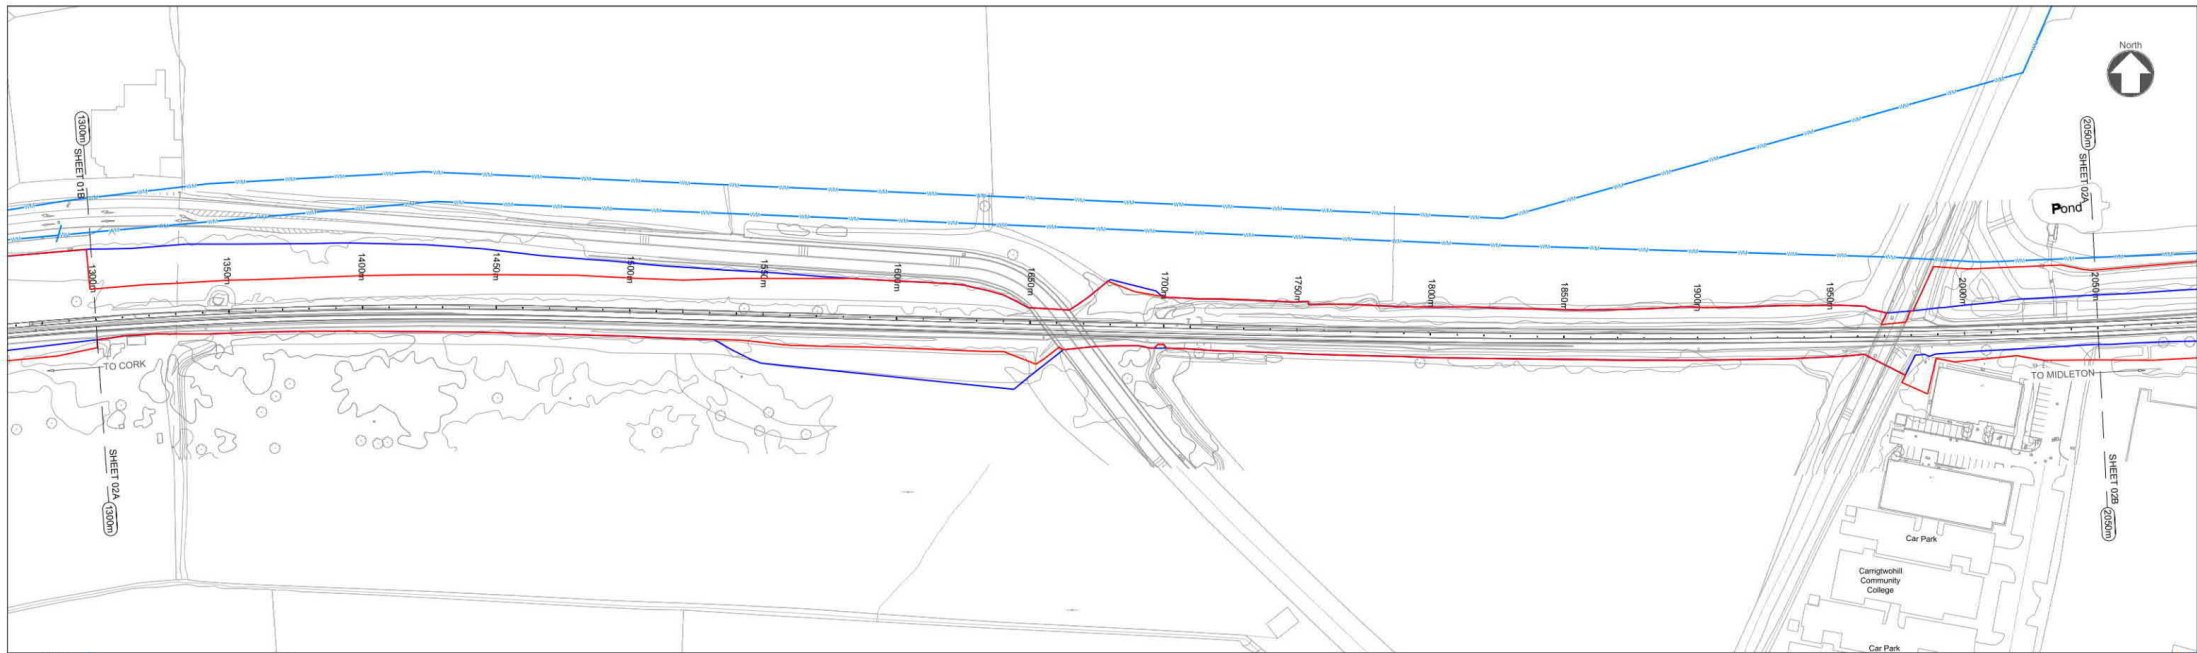 North
1300m SHEET 01B
2050m SHEET 02A
Pond
1300m
1350m
1400m
1450m
1500m
1550m
1600m
1650m
1700m
1750m
1800m
1850m
1900m
1950m
2000m
2050m
TO CORK
TO MIDLETON
SHEET 02A 1300m
SHEET 02B 2050m
Car Park
Carrigtwohill
Community
College
Car Park